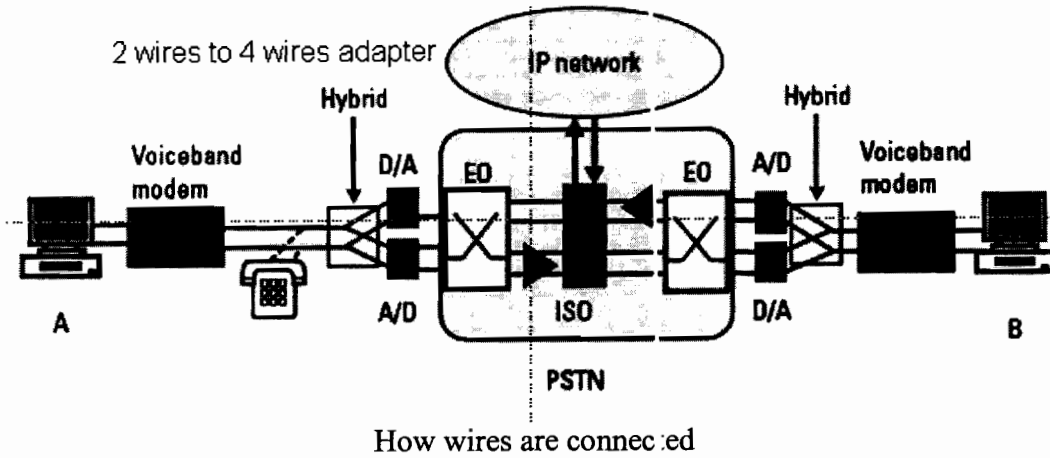 2 wires to 4 wires adapter
IP network
Hybrid
Hybrid
Voiceband
modem
D/A
EO
EO
A/D
Voiceband
modem
A
A/D
ISO
D/A
B
PSTN
How wires are connec:ed